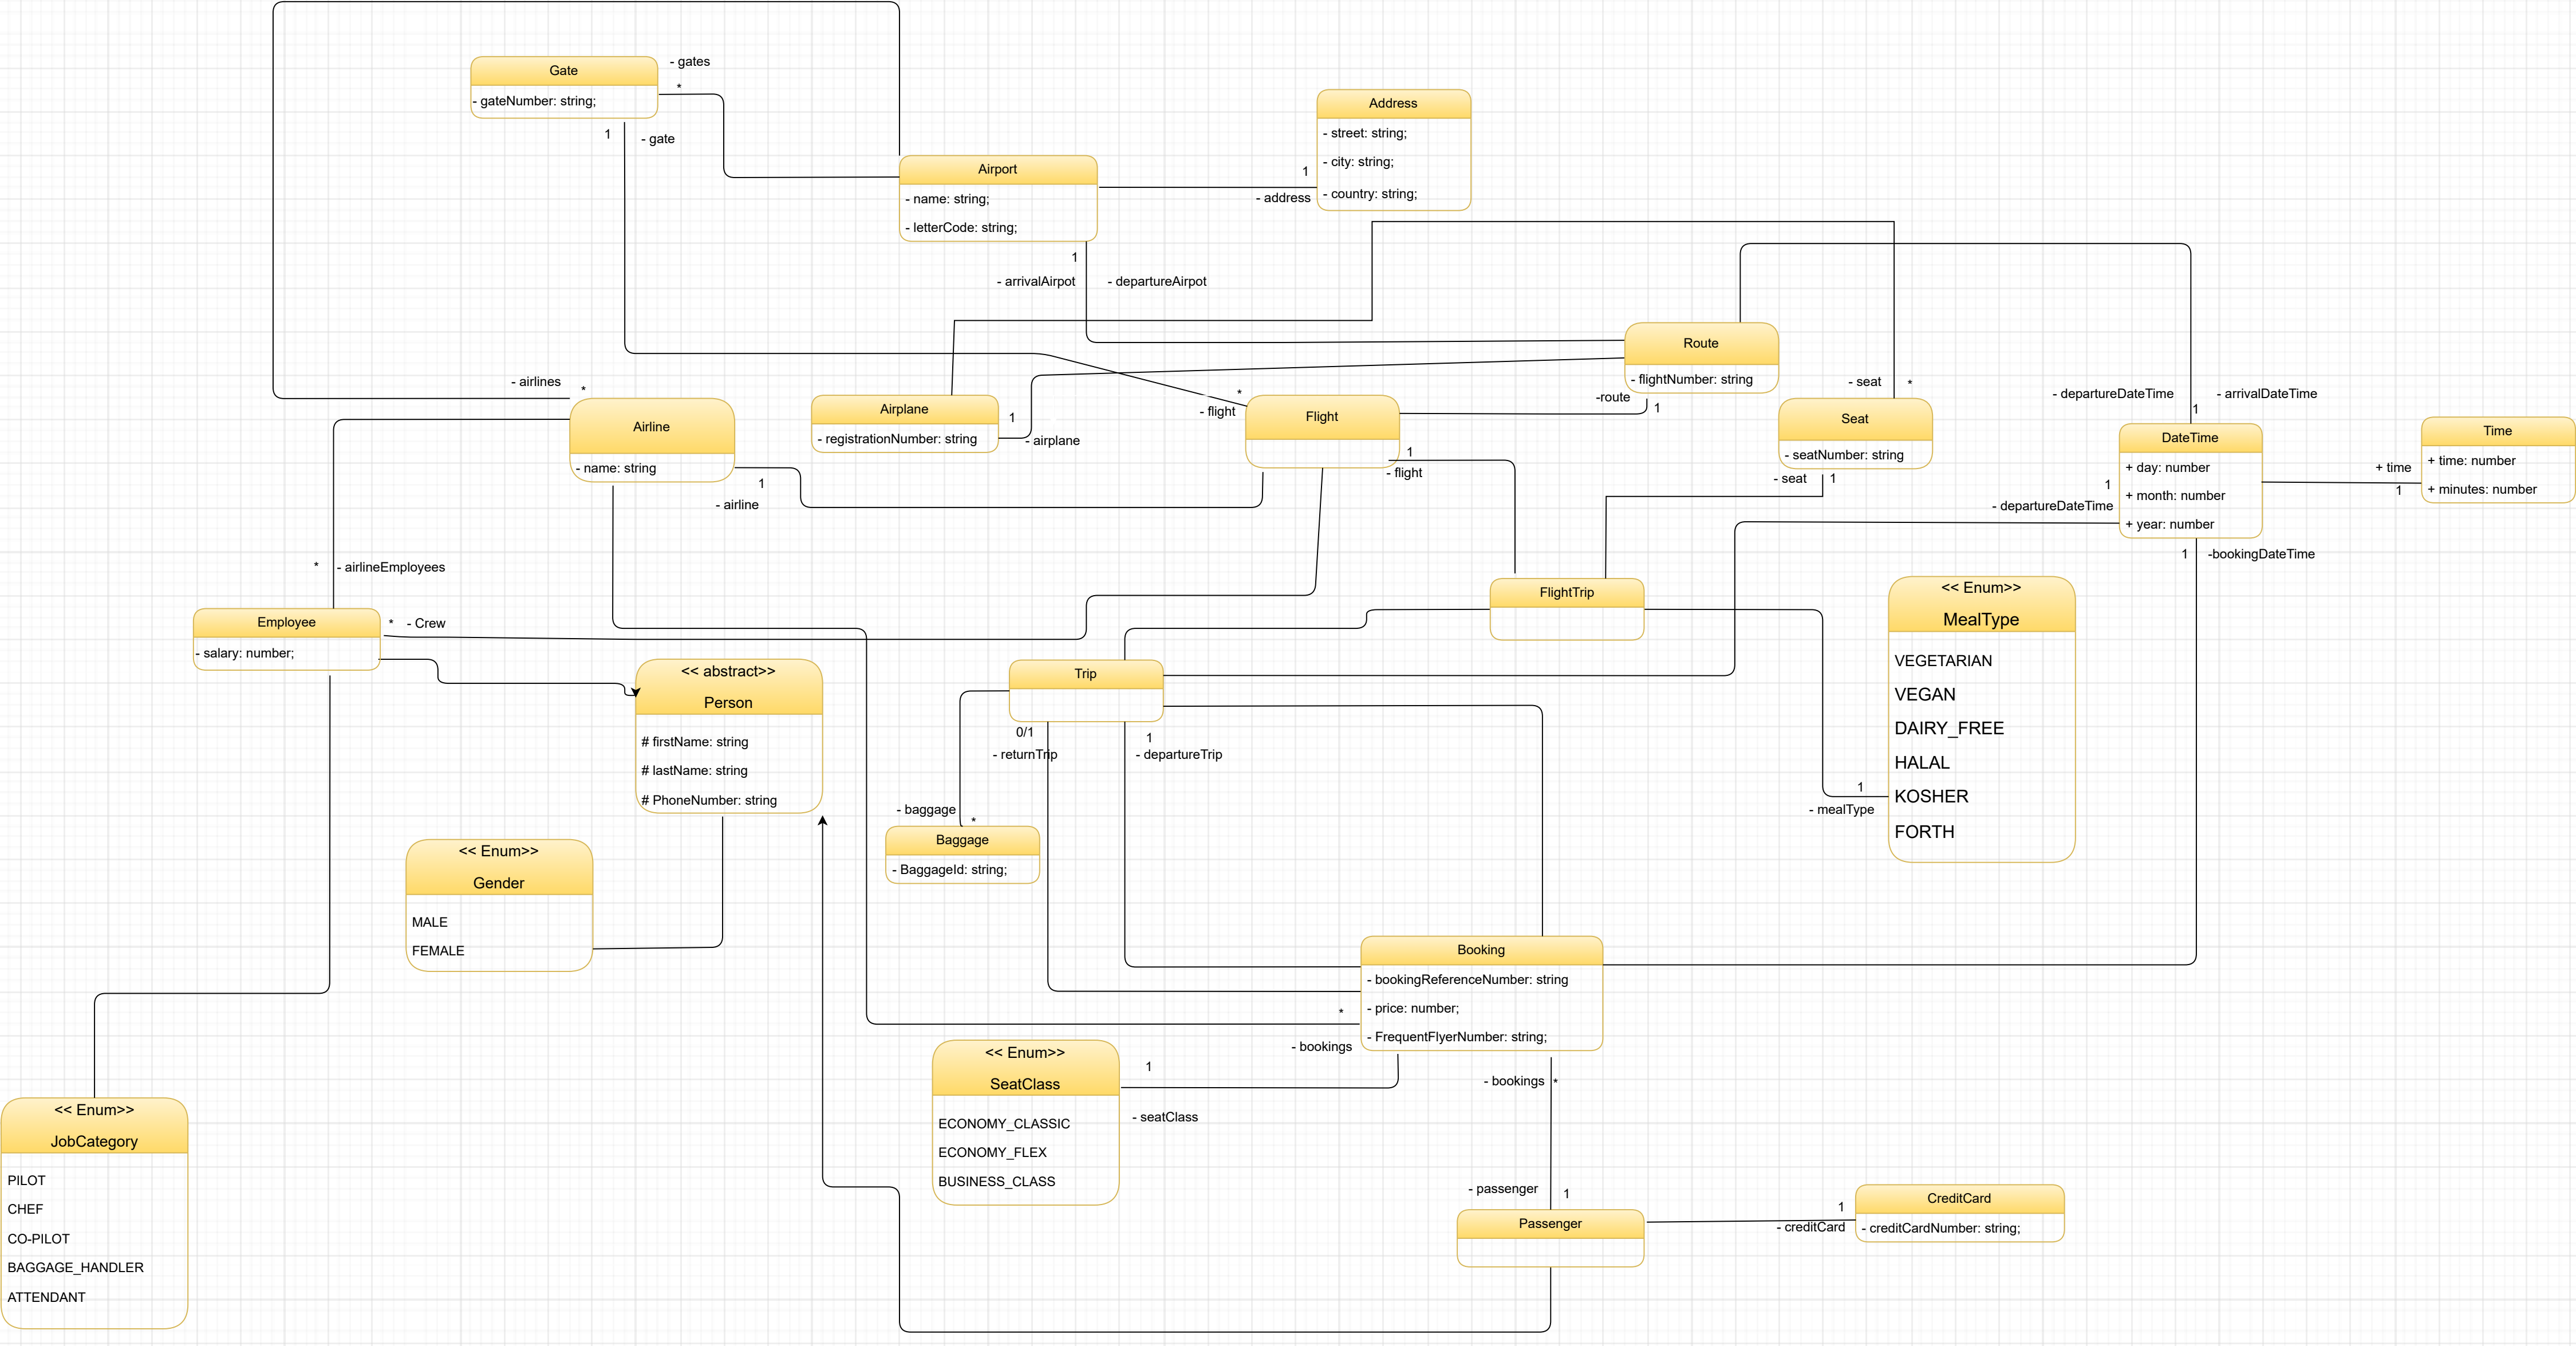 Gate
- gateNumber: string;
- gates
*
1
- gate
Airport
- name: string;
- letterCode: string;
Address
- street: string;
- city: string;
- country: string;
1
- address
1
- arrivalAirpot
- departureAirpot
Route
- flightNumber: string
-route
1
- airlines
*
Airline
- name: string
1
- airline
Airplane
- registrationNumber: string
1
- airplane
*
- flight
Flight
1
- flight
- seat
*
Seat
- seatNumber: string
- seat
1
- departureDateTime
- arrivalDateTime
1
DateTime
+ day: number
+ month: number
+ year: number
1
- departureDateTime
1
-bookingDateTime
+ time
1
Time
+ time: number
+ minutes: number
*
- airlineEmployees
Employee
- salary: number;
*
- Crew
<< abstract>>
Person
# firstName: string
# lastName: string
# PhoneNumber: string
FlightTrip
Trip
0/1
- returnTrip
1
- departureTrip
- baggage
*
Baggage
- BaggageId: string;
<< Enum>>
MealType
VEGETARIAN
VEGAN
DAIRY_FREE
HALAL
KOSHER
FORTH
1
- mealType
<< Enum>>
Gender
MALE
FEMALE
Booking
- bookingReferenceNumber: string
- price: number;
- FrequentFlyerNumber: string;
*
- bookings
<< Enum>>
SeatClass
ECONOMY_CLASSIC
ECONOMY_FLEX
BUSINESS_CLASS
1
- seatClass
- bookings
*
- passenger
1
Passenger
1
- creditCard
CreditCard
- creditCardNumber: string;
<< Enum>>
JobCategory
PILOT
CHEF
CO-PILOT
BAGGAGE_HANDLER
ATTENDANT